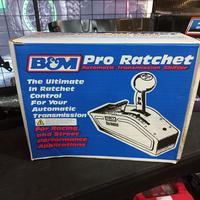 B&M Pro Ratchet
Automatic Transmission Shifter
The Ultimate
In Ratchet
Control
For Your
Automatic
Transmission
For Racing
and Street
Performance
Applications
B&M